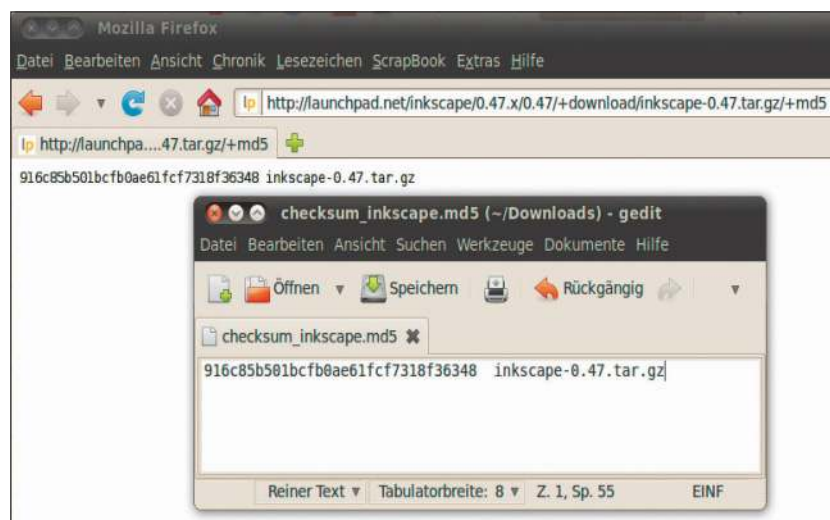 Mozilla Firefox
Datei Bearbeiten Ansicht Chronik Lesezeichen ScrapBook Extras Hilfe
lp http://launchpad.net/inkscape/0.47.x/0.47/+download/inkscape-0.47.tar.gz/+md5
lp http://launchpa....47.tar.gz/+md5
916c85b501bcfb0ae61fcf7318f36348 inkscape-0.47.tar.gz
checksum_inkscape.md5 (~/Downloads) - gedit
Datei Bearbeiten Ansicht Suchen Werkzeuge Dokumente Hilfe
Öffnen Speichern Rückgängig
checksum_inkscape.md5
916c85b501bcfb0ae61fcf7318f36348  inkscape-0.47.tar.gz
Reiner Text Tabulatorbreite: 8 Z. 1, Sp. 55 EINF